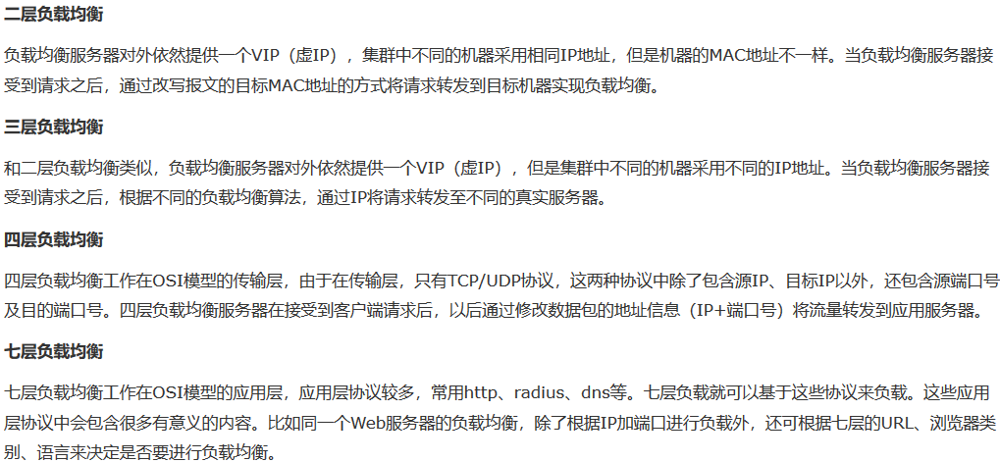 二层负载均衡
负载均衡服务器对外依然提供一个VIP（虚IP），集群中不同的机器采用相同IP地址，但是机器的MAC地址不一样。当负载均衡服务器接
受到请求之后，通过改写报文的目标MAC地址的方式将请求转发到目标机器实现负载均衡。
三层负载均衡
和二层负载均衡类似，负载均衡服务器对外依然提供一个VIP（虚IP），但是集群中不同的机器采用不同的IP地址。当负载均衡服务器接
受到请求之后，根据不同的负载均衡算法，通过IP将请求转发至不同的真实服务器。
四层负载均衡
四层负载均衡工作在OSI模型的传输层，由于在传输层，只有TCP/UDP协议，这两种协议中除了包含源IP、目标IP以外，还包含源端口号
及目的端口号。四层负载均衡服务器在接受到客户端请求后，以后通过修改数据包的地址信息（IP+端口号）将流量转发到应用服务器。
七层负载均衡
七层负载均衡工作在OSI模型的应用层，应用层协议较多，常用http、radius、dns等。七层负载就可以基于这些协议来负载。这些应用
层协议中会包含很多有意义的内容。比如同一个Web服务器的负载均衡，除了根据IP加端口进行负载外，还可根据七层的URL、浏览器类
别、语言来决定是否要进行负载均衡。